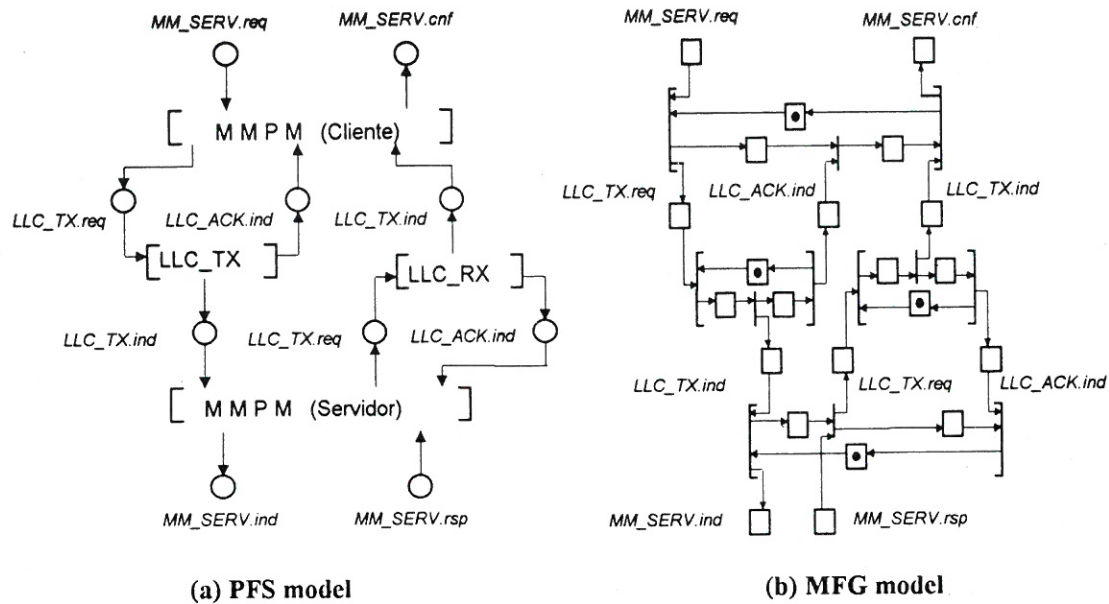 MM_SERV.req
MM_SERV.cnf
MMPM (Cliente)
LLC_TX.req
LLC_ACK.ind
LLC_TX.ind
LLC_TX
LLC_RX
LLC_TX.ind
LLC_TX.req
LLC_ACK.ind
MMPM (Servidor)
MM_SERV.ind
MM_SERV.rsp
(a) PFS model
MM_SERV.req
MM_SERV.cnf
LLC_TX.req
LLC_ACK.ind
LLC_TX.ind
LLC_TX.ind
LLC_TX.req
LLC_ACK.ind
MM_SERV.ind
MM_SERV.rsp
(b) MFG model